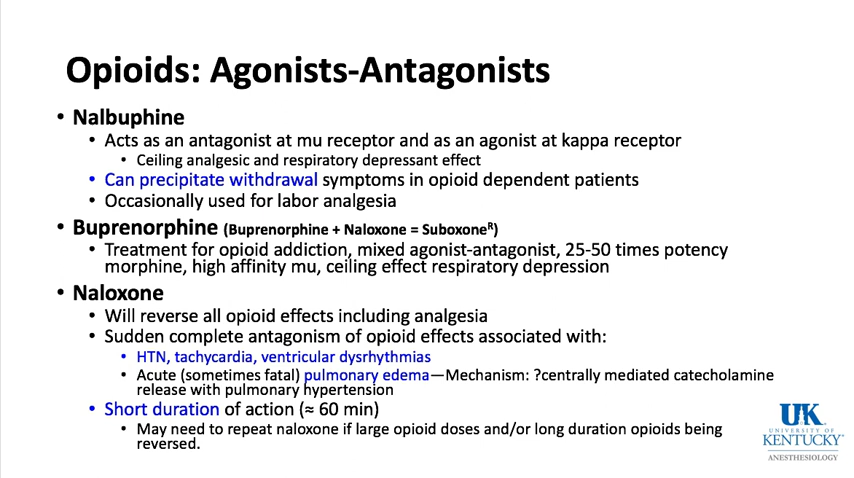 Opioids: Agonists-Antagonists
• Nalbuphine
• Acts as an antagonist at mu receptor and as an agonist at kappa receptor
• Ceiling analgesic and respiratory depressant effect
• Can precipitate withdrawal symptoms in opioid dependent patients
• Occasionally used for labor analgesia
• Buprenorphine (Buprenorphine + Naloxone = Suboxoneᴿ)
• Treatment for opioid addiction, mixed agonist-antagonist, 25-50 times potency
morphine, high affinity mu, ceiling effect respiratory depression
• Naloxone
• Will reverse all opioid effects including analgesia
• Sudden complete antagonism of opioid effects associated with:
• HTN, tachycardia, ventricular dysrhythmias
• Acute (sometimes fatal) pulmonary edema—Mechanism: ?centrally mediated catecholamine
release with pulmonary hypertension
• Short duration of action (≈ 60 min)
• May need to repeat naloxone if large opioid doses and/or long duration opioids being
reversed.
UK
UNIVERSITY OF
KENTUCKY
ANESTHESIOLOGY